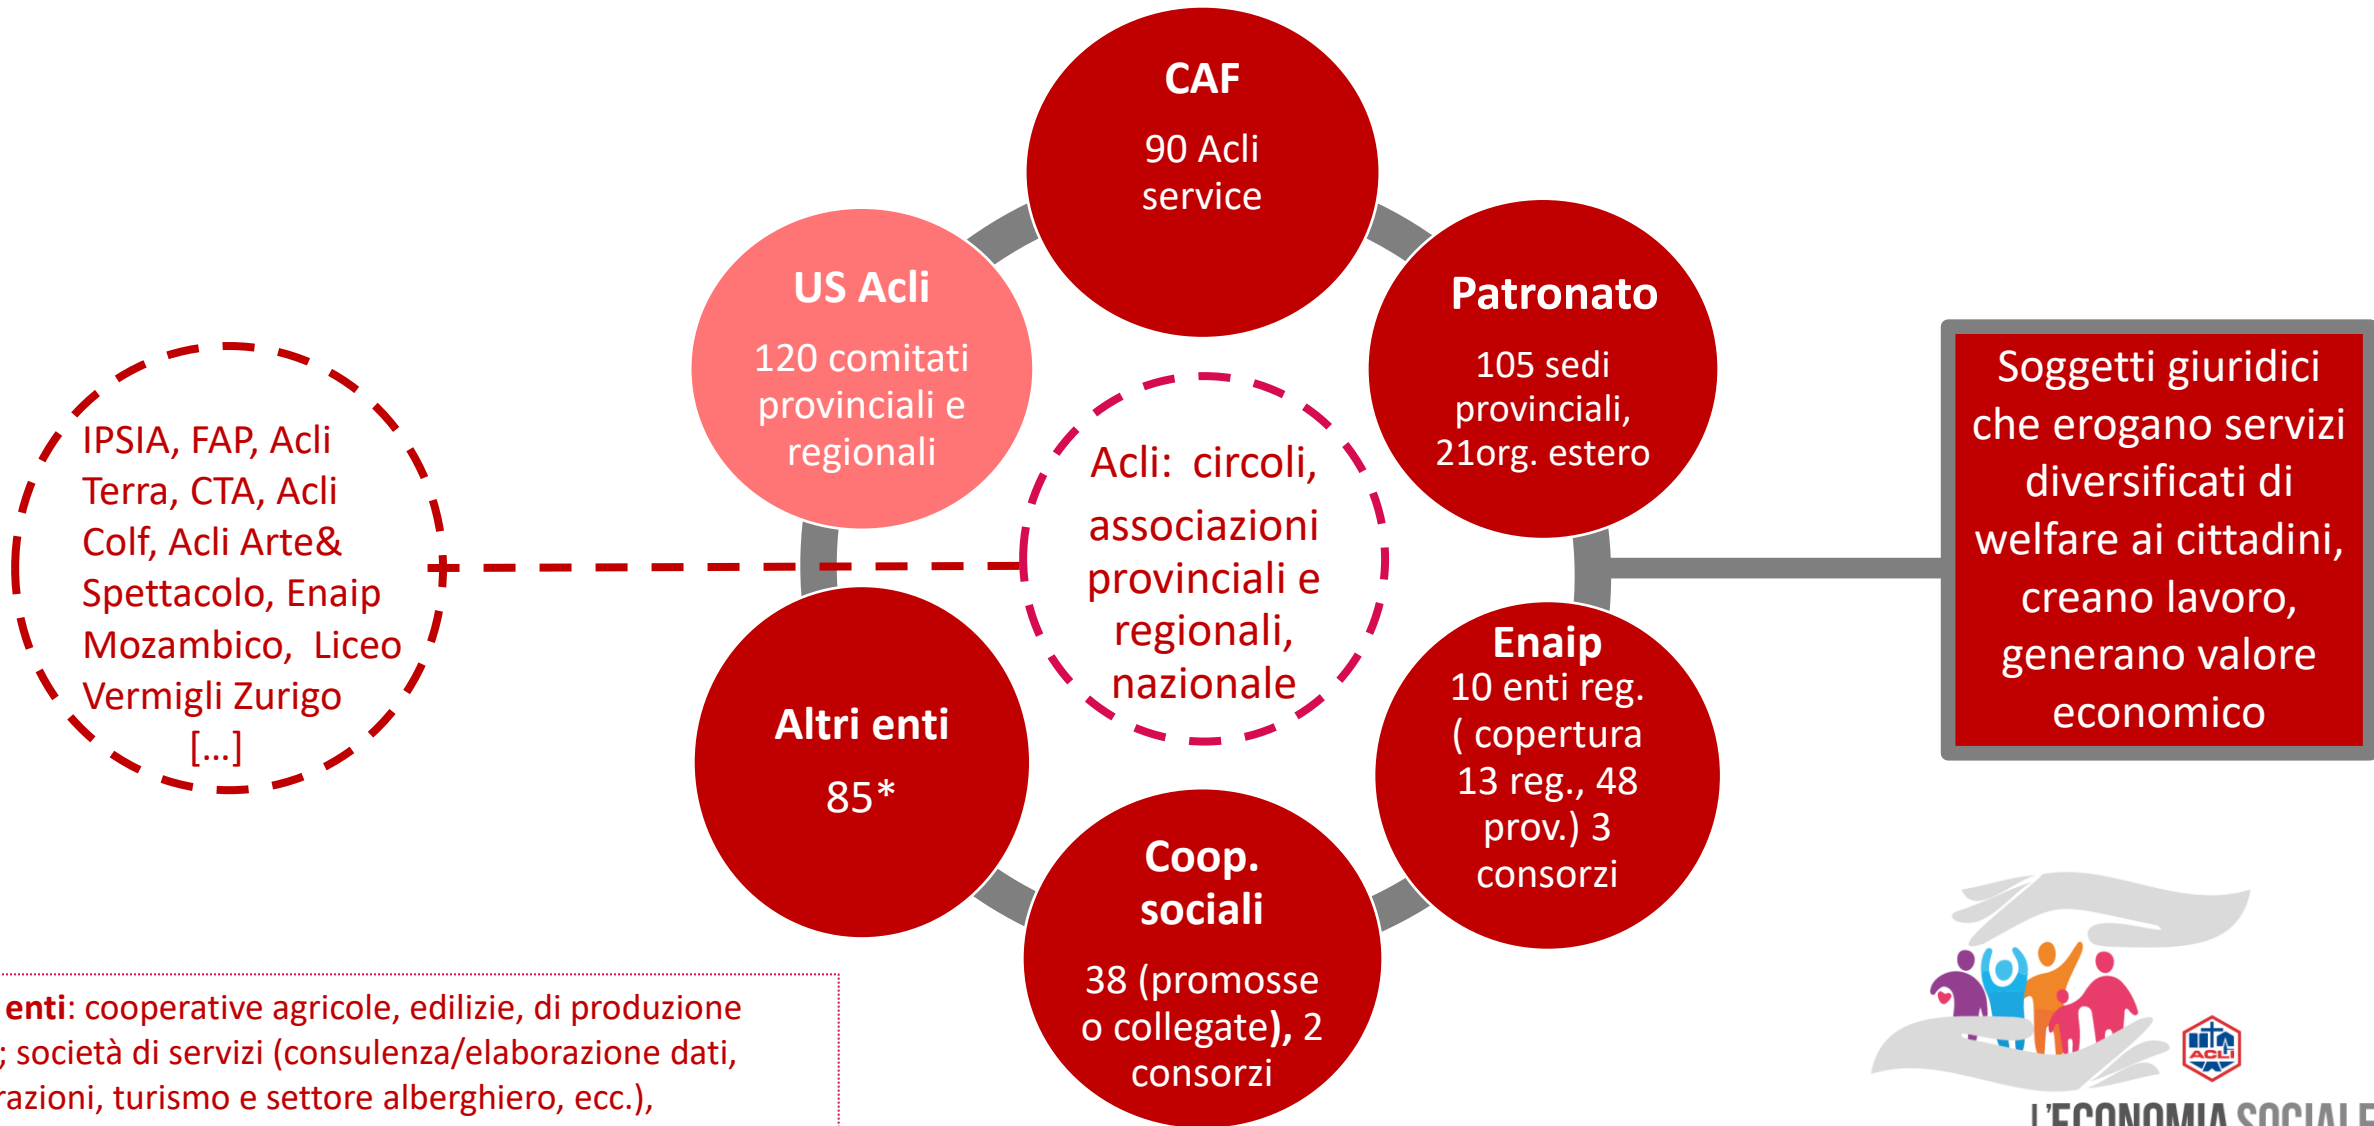 CAF
90 Acli
service
US Acli
120 comitati
provinciali e
regionali
Patronato
105 sedi
provinciali,
21org. estero
Soggetti giuridici
che erogano servizi
diversificati di
welfare ai cittadini,
creano lavoro,
generano valore
economico
IPSIA, FAP, Acli
Terra, CTA, Acli
Colf, Acli Arte&
Spettacolo, Enaip
Mozambico, Liceo
Vermigli Zurigo
[...]
Acli: circoli,
associazioni
provinciali e
regionali,
nazionale
Altri enti
85*
Enaip
10 enti reg.
( copertura
13 reg., 48
prov.) 3
consorzi
Coop.
sociali
38 (promosse
o collegate), 2
consorzi
enti: cooperative agricole, edilizie, di produzione
; società di servizi (consulenza/elaborazione dati,
razioni, turismo e settore alberghiero, ecc.),
ACLI
L'ECONOMIA SOCIALE